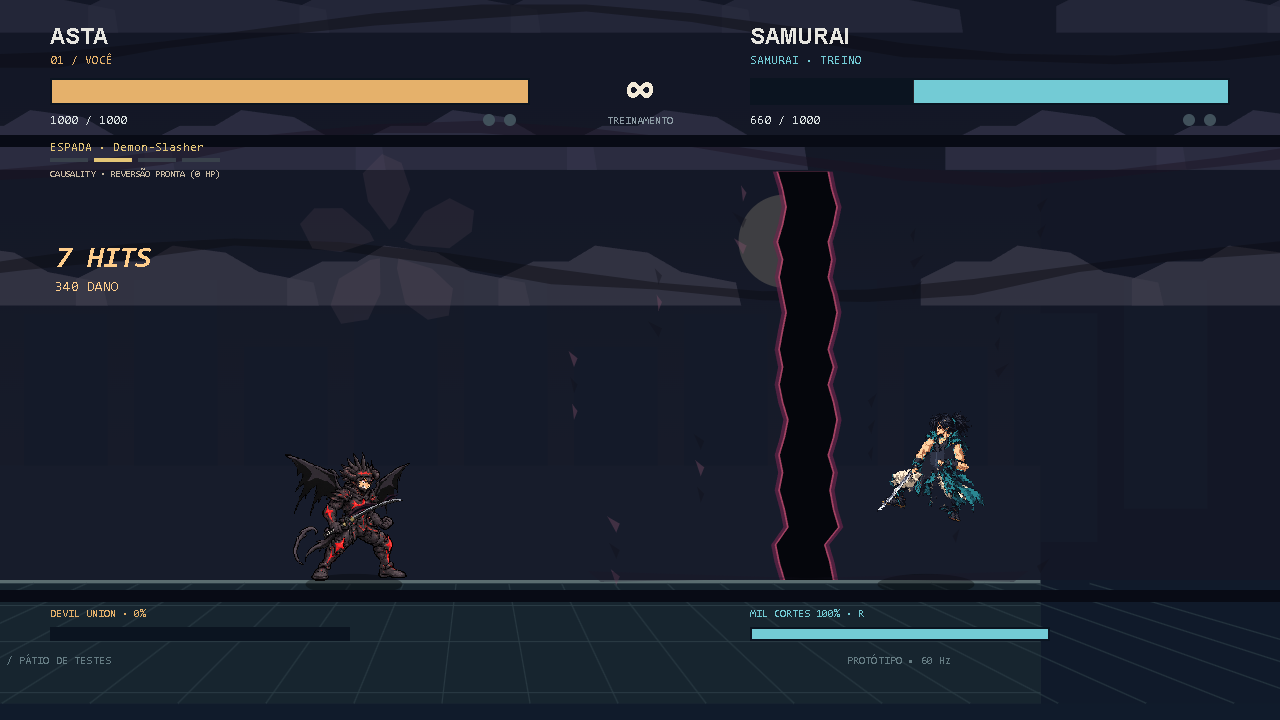 ASTA
01 / VOCÊ
1000 / 1000
ESPADA · Demon-Slasher
CAUSALITY · REVERSÃO PRONTA (0 HP)
∞
TREINAMENTO
SAMURAI
SAMURAI · TREINO
660 / 1000
7 HITS
340 DANO
DEVIL UNION · 0%
MIL CORTES 100% · R
/ PÁTIO DE TESTES
PROTÓTIPO • 60 Hz